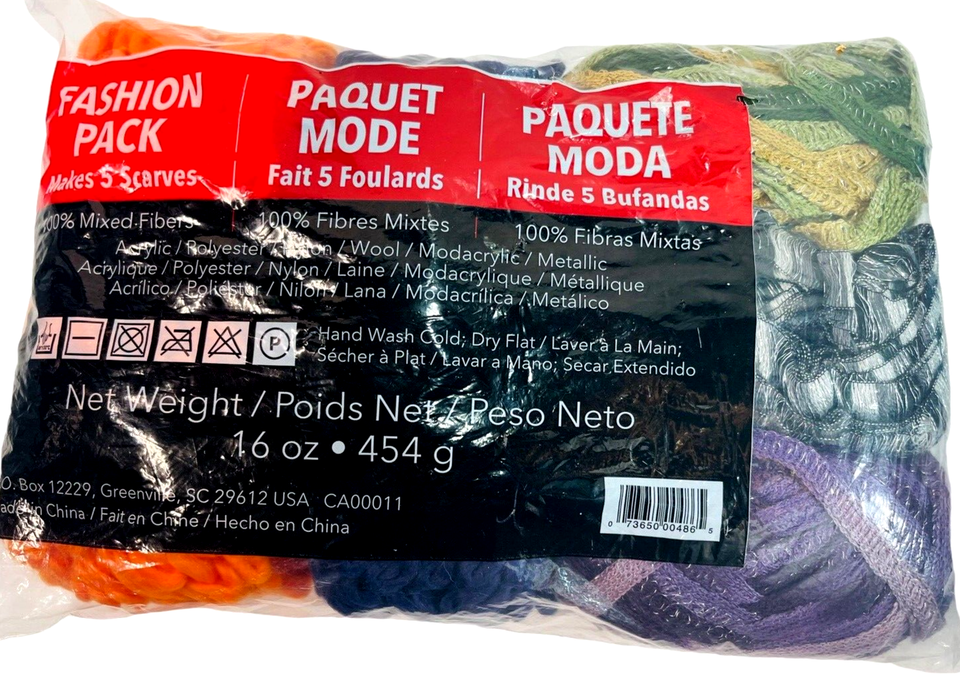 FASHION
PACK
Makes 5 Scarves
PAQUET
MODE
Fait 5 Foulards
PAQUETE
MODA
Rinde 5 Bufandas
100% Mixed Fibers
100% Fibres Mixtes
100% Fibras Mixtas
Acrylic / Polyester / Nylon / Wool / Modacrylic / Metallic
Acrylique / Polyester / Nylon / Laine / Modacrylique / Métallique
Acrílico / Poliéster / Nilon / Lana / Modacrílica / Metálico
P
Hand Wash Cold; Dry Flat / Laver à La Main;
Sécher à Plat / Lavar a Mano; Secar Extendido
Net Weight / Poids Net / Peso Neto
16 oz • 454 g
O. Box 12229, Greenville, SC 29612 USA CA00011
ade in China / Fait en Chine / Hecho en China
0 73650 00486 5